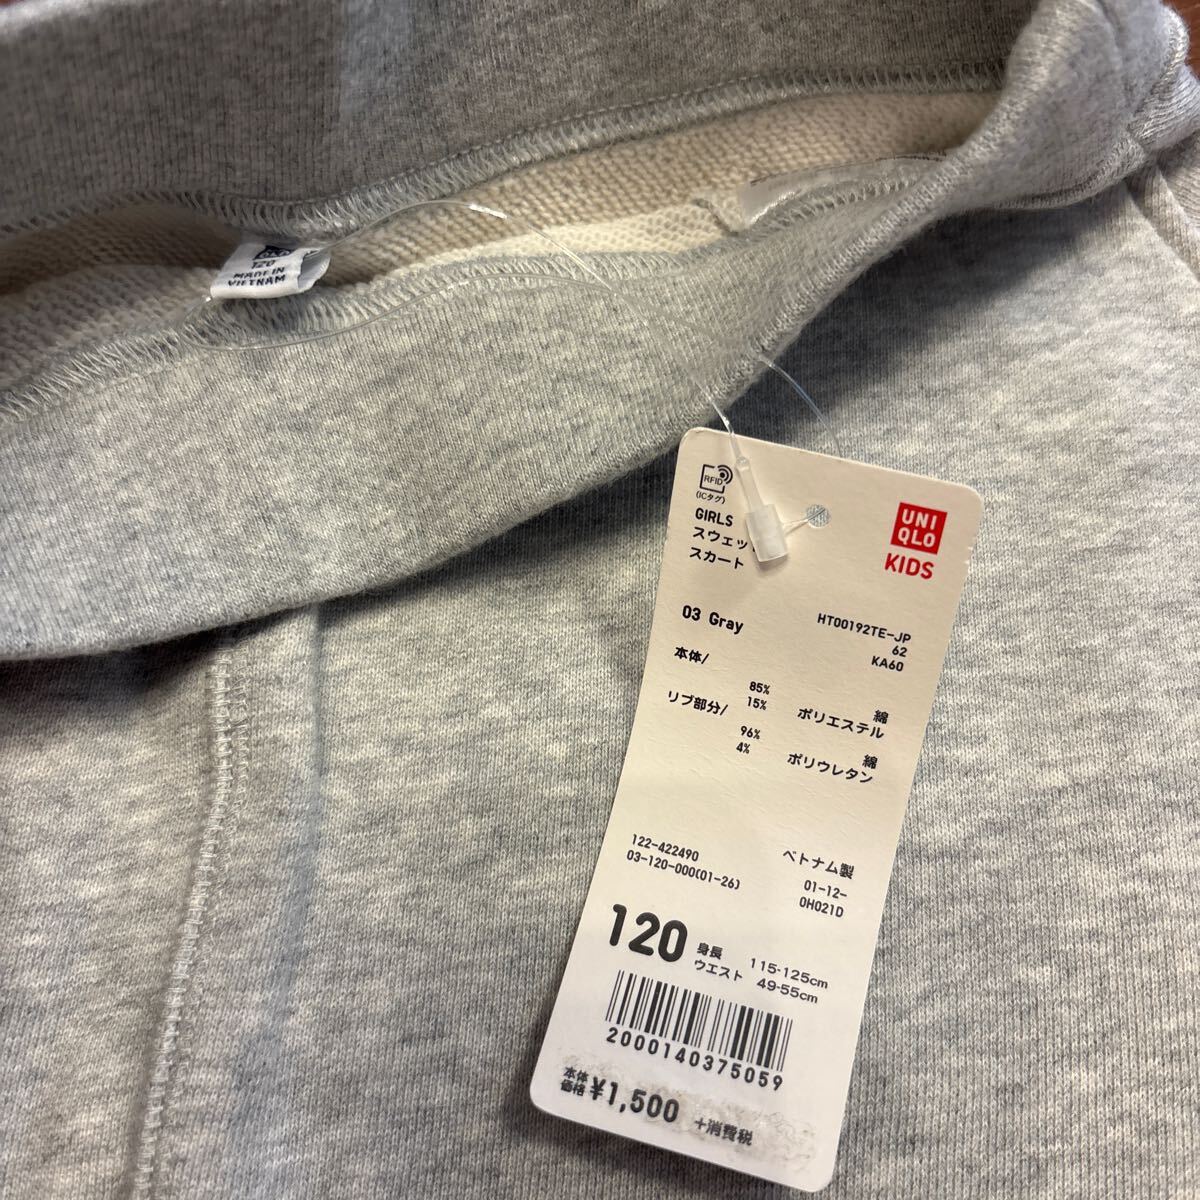 UNI
QLO
120
MADE IN
VIETNAM
RFID
(ICタグ)
GIRLS
スウェット
スカート
UNI
QLO
KIDS
03 Gray
HT00192TE-JP
62
KA60
本体/
85% 綿
15% ポリエステル
リブ部分/
96% 綿
4% ポリウレタン
122-422490
03-120-000(01-26)
ベトナム製
01-12-
0H021D
120 身長 115-125cm
ウエスト 49-55cm
2000140375059
本体
価格 ¥1,500 +消費税